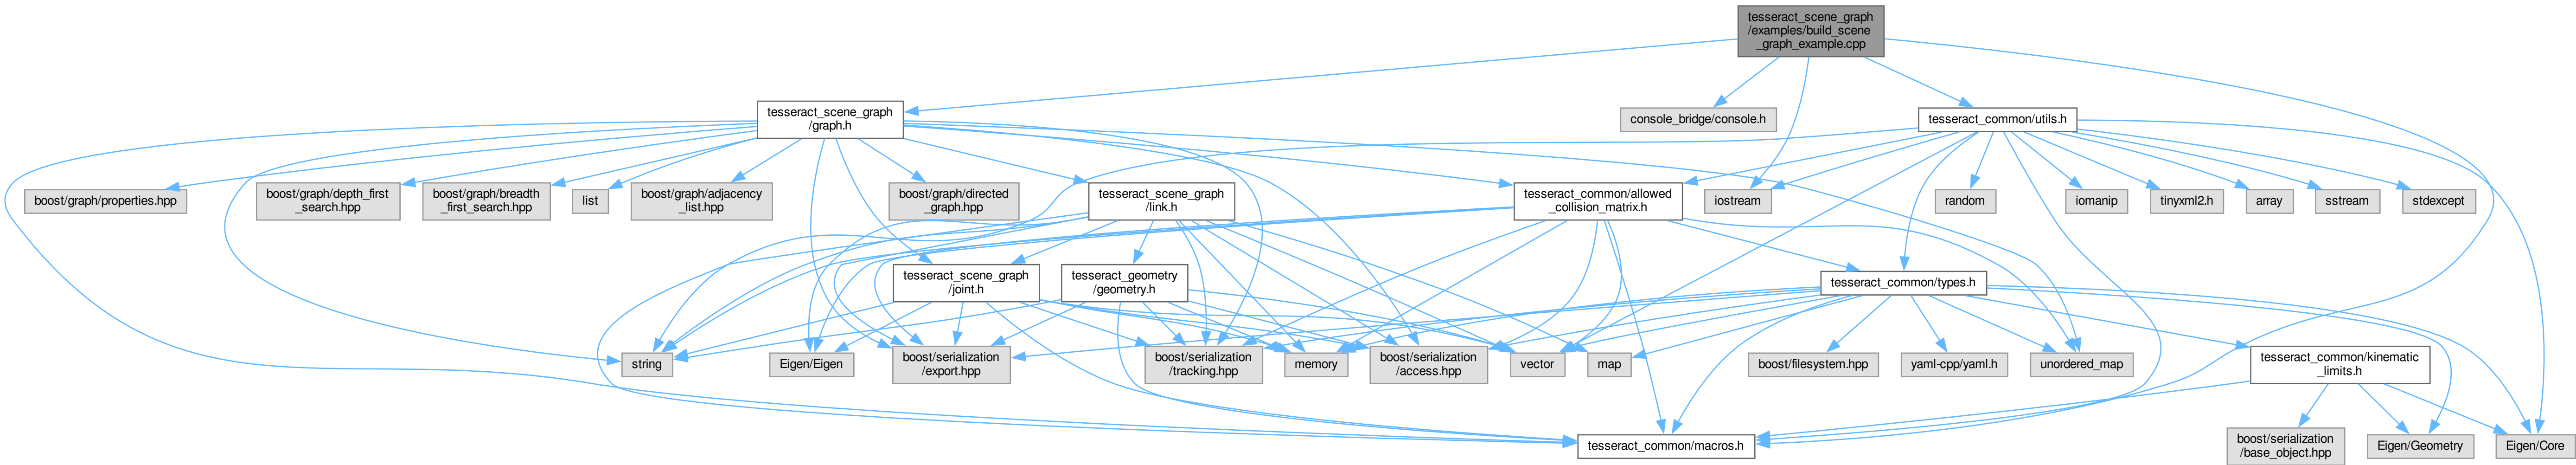 tesseract_scene_graph
/examples/build_scene
_graph_example.cpp
tesseract_scene_graph
/graph.h
console_bridge/console.h
tesseract_common/utils.h
boost/graph/properties.hpp
boost/graph/depth_first
_search.hpp
boost/graph/breadth
_first_search.hpp
list
boost/graph/adjacency
_list.hpp
boost/graph/directed
_graph.hpp
tesseract_scene_graph
/link.h
tesseract_common/allowed
_collision_matrix.h
iostream
random
iomanip
tinyxml2.h
array
sstream
stdexcept
tesseract_scene_graph
/joint.h
tesseract_geometry
/geometry.h
tesseract_common/types.h
string
Eigen/Eigen
boost/serialization
/export.hpp
boost/serialization
/tracking.hpp
memory
boost/serialization
/access.hpp
vector
map
boost/filesystem.hpp
yaml-cpp/yaml.h
unordered_map
tesseract_common/kinematic
_limits.h
tesseract_common/macros.h
boost/serialization
/base_object.hpp
Eigen/Geometry
Eigen/Core